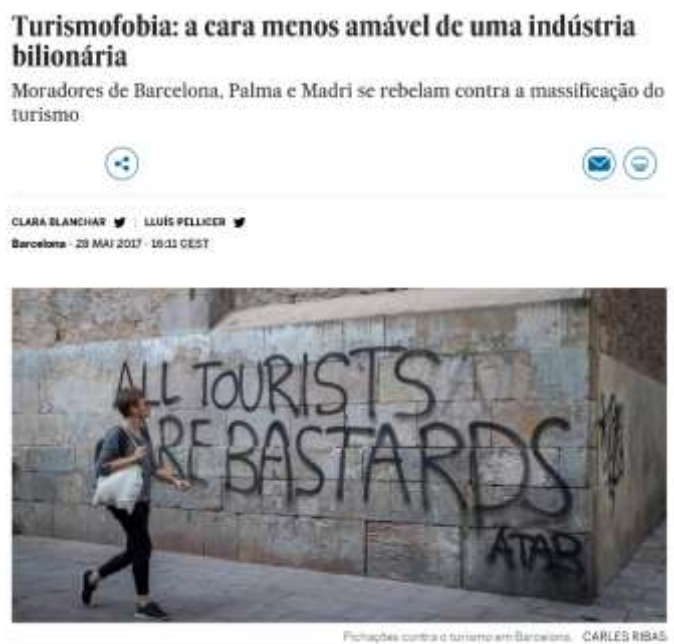 Turismofobia: a cara menos amável de uma indústria
bilionária
Moradores de Barcelona, Palma e Madri se rebelam contra a massificação do
turismo
CLARA BLANCHAR LLUÍS PELLICER
Barcelona - 28 MAI 2017 - 16:11 CEST
ALL TOURISTS
ARE BASTARDS
ATAB
Pichações contra o turismo em Barcelona. CARLES RIBAS